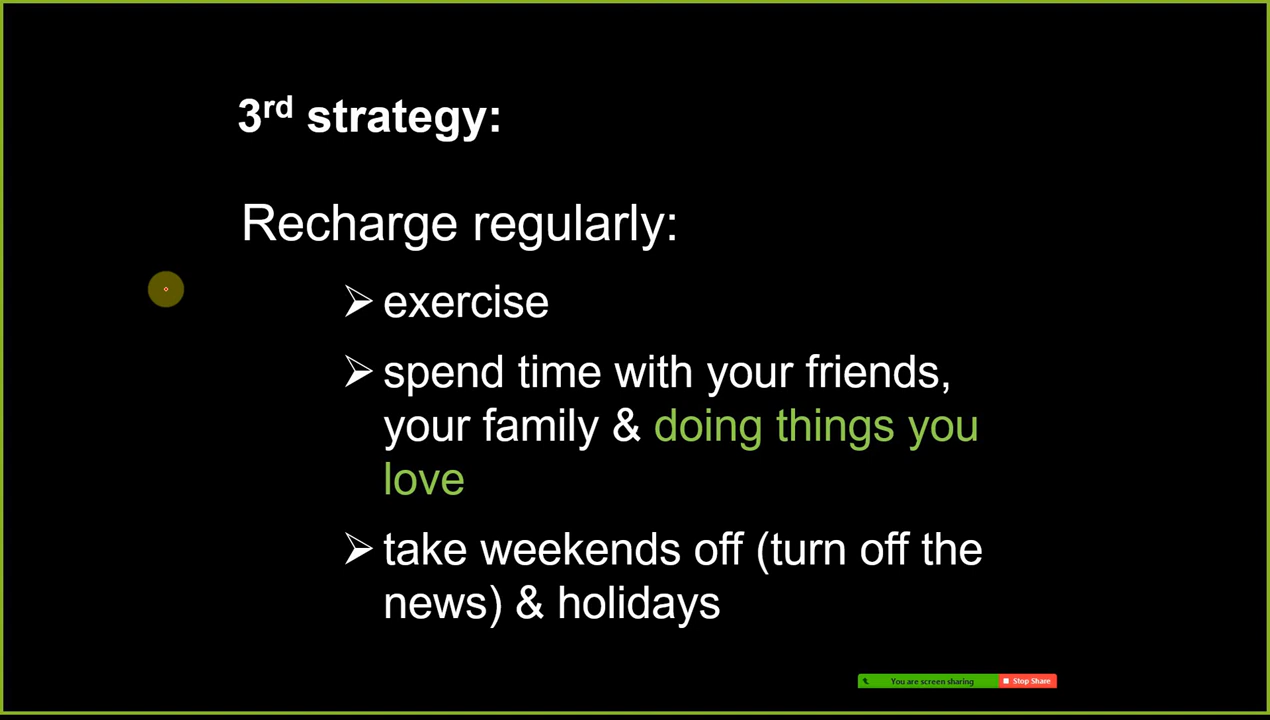 3rd strategy:
Recharge regularly:
➢ exercise
➢ spend time with your friends,
your family & doing things you
love
➢ take weekends off (turn off the
news) & holidays
You are screen sharing
Stop Share